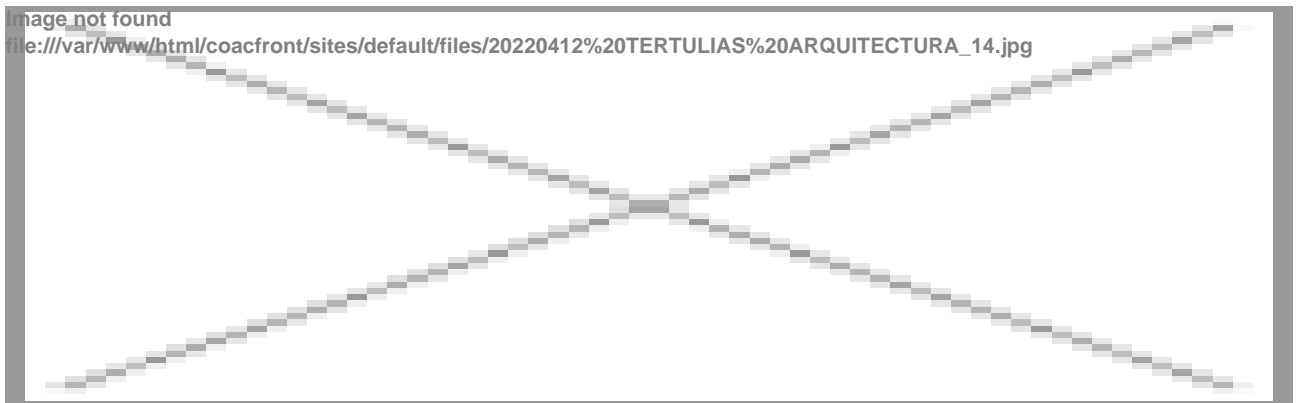 Image not found
file:///var/www/html/coacfront/sites/default/files/20220412%20TERTULIAS%20ARQUITECTURA_14.jpg